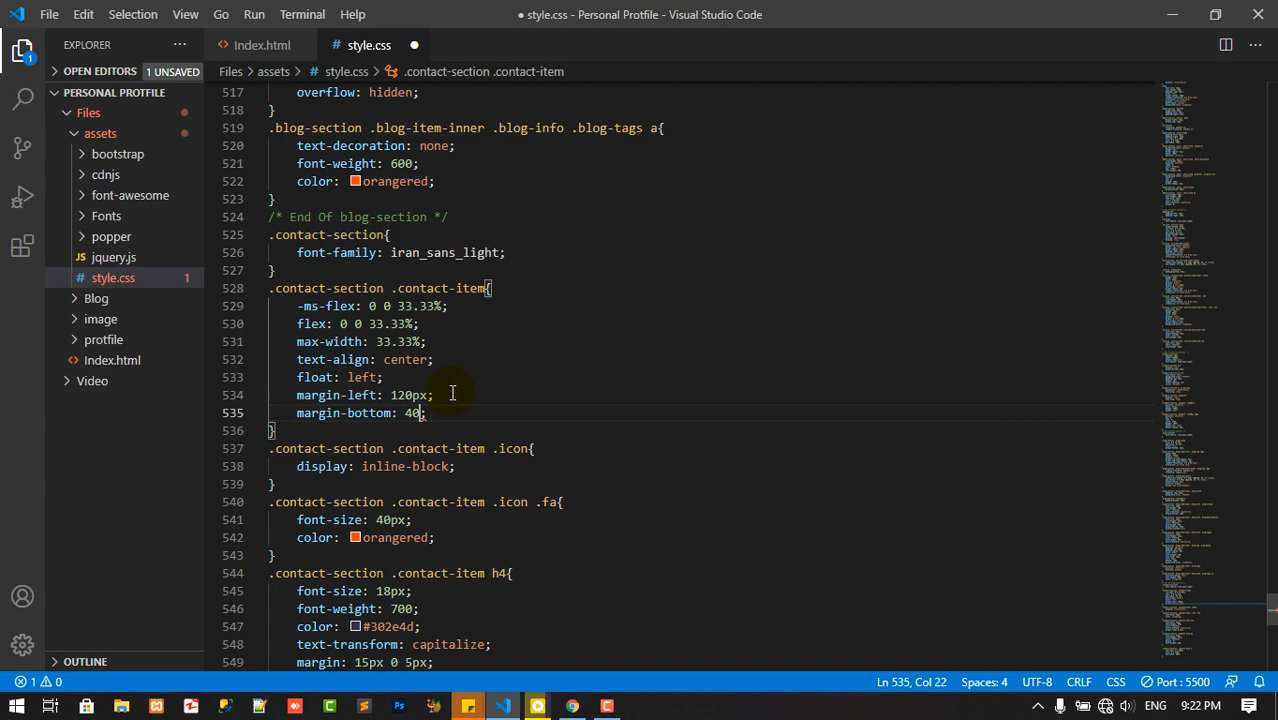 File Edit Selection View Go Run Terminal Help
● style.css - Personal Protfile - Visual Studio Code
EXPLORER
Index.html
style.css
OPEN EDITORS 1 UNSAVED
Files > assets > style.css > .contact-section .contact-item
PERSONAL PROTFILE
Files
assets
bootstrap
cdnjs
font-awesome
Fonts
popper
JS jquery.js
# style.css 1
Blog
image
profile
Index.html
Video
OUTLINE
517 overflow: hidden;
518 }
519 .blog-section .blog-item-inner .blog-info .blog-tags a{
520 text-decoration: none;
521 font-weight: 600;
522 color: orangered;
523 }
524 /* End Of blog-section */
525 .contact-section{
526 font-family: iran_sans_light;
527 }
528 .contact-section .contact-item{
529 -ms-flex: 0 0 33.33%;
530 flex: 0 0 33.33%;
531 max-width: 33.33%;
532 text-align: center;
533 float: left;
534 margin-left: 120px;
535 margin-bottom: 40;
536 }
537 .contact-section .contact-item .icon{
538 display: inline-block;
539 }
540 .contact-section .contact-item .icon .fa{
541 font-size: 40px;
542 color: orangered;
543 }
544 .contact-section .contact-item h4{
545 font-size: 18px;
546 font-weight: 700;
547 color: #302e4d;
548 text-transform: capitalize;
549 margin: 15px 0 5px;
1 0
Ln 535, Col 22 Spaces: 4 UTF-8 CRLF CSS Port : 5500
ENG 9:22 PM